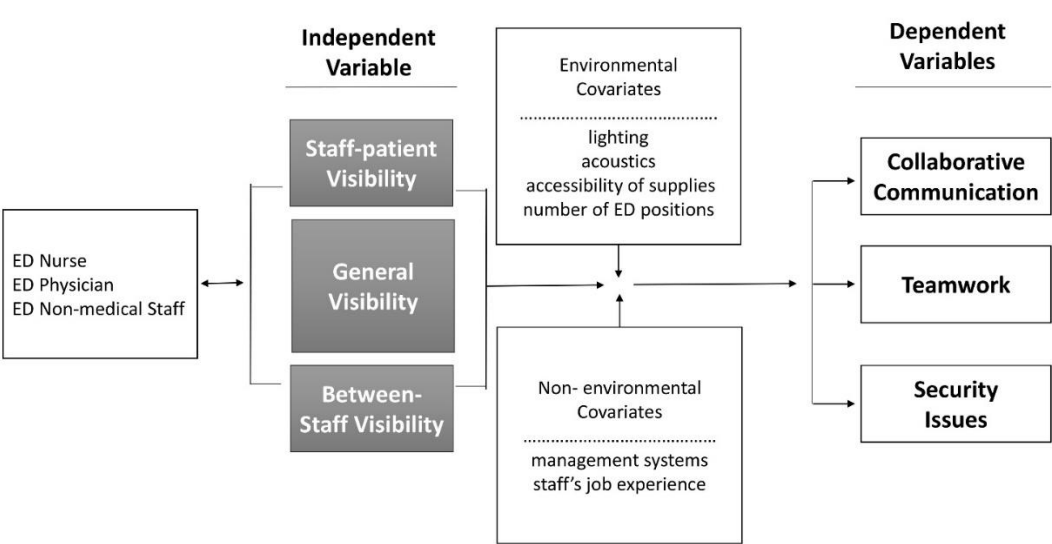 Independent
Variable
Dependent
Variables
Environmental
Covariates
lighting
acoustics
accessibility of supplies
number of ED positions
Staff-patient
Visibility
General
Visibility
Between-
Staff Visibility
ED Nurse
ED Physician
ED Non-medical Staff
Non- environmental
Covariates
management systems
staff's job experience
Collaborative
Communication
Teamwork
Security
Issues